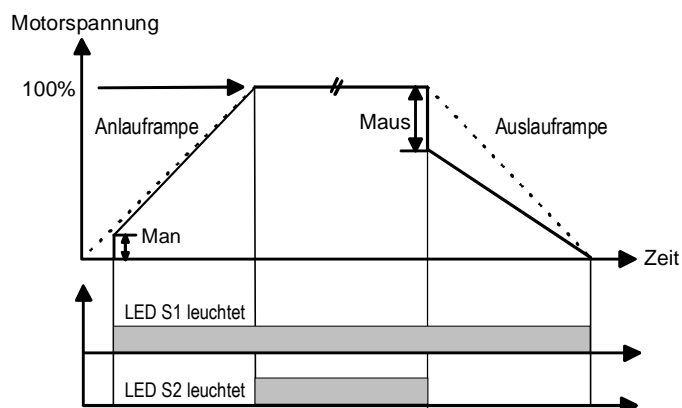 Motorspannung
100%
Anlauframpe
Maus
Auslauframpe
Man
Zeit
LED S1 leuchtet
LED S2 leuchtet